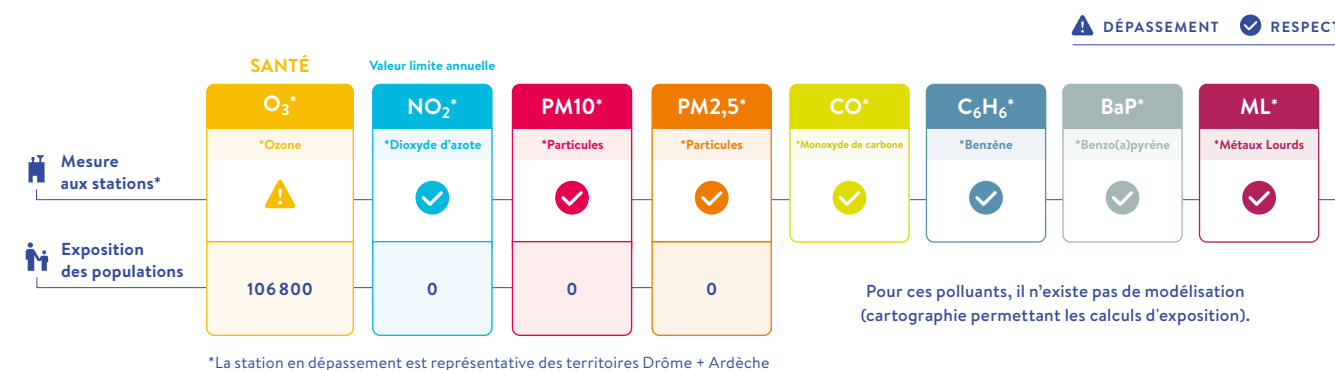 DÉPASSEMENT RESPECT
SANTÉ
Valeur limite annuelle
O₃* NO₂* PM10* PM2,5* CO* C₆H₆* BaP* ML*
*Ozone *Dioxyde d'azote *Particules *Particules *Monoxyde de carbone *Benzène *Benzo(a)pyrène *Métaux Lourds
Mesure
aux stations*
Exposition
des populations
106 800 0 0 0
Pour ces polluants, il n'existe pas de modélisation
(cartographie permettant les calculs d'exposition).
*La station en dépassement est représentative des territoires Drôme + Ardèche